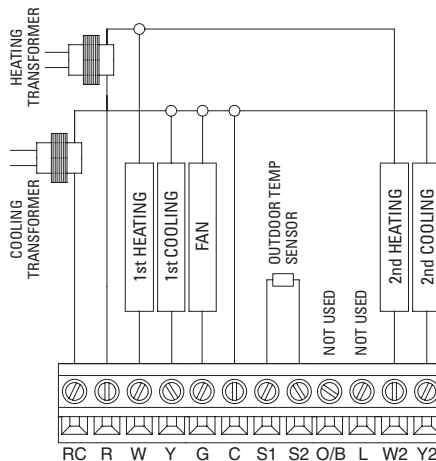 HEATING
TRANSFORMER
COOLING
TRANSFORMER
1st HEATING
1st COOLING
FAN
OUTDOOR TEMP
SENSOR
NOT USED
NOT USED
2nd HEATING
2nd COOLING
RC R W Y G C S1 S2 O/B L W2 Y2